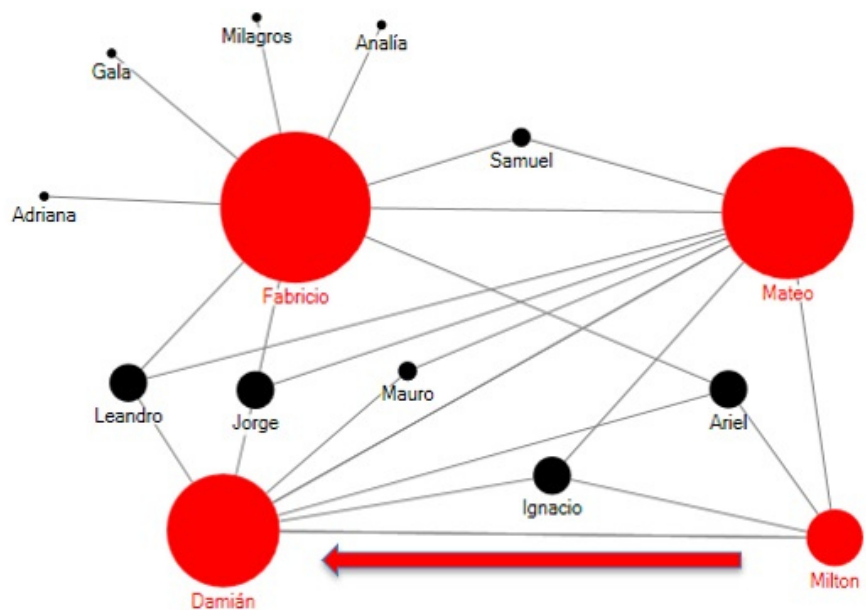 Milagros
Analía
Gala
Samuel
Adriana
Fabricio
Mateo
Mauro
Leandro
Jorge
Ariel
Ignacio
Milton
Damián